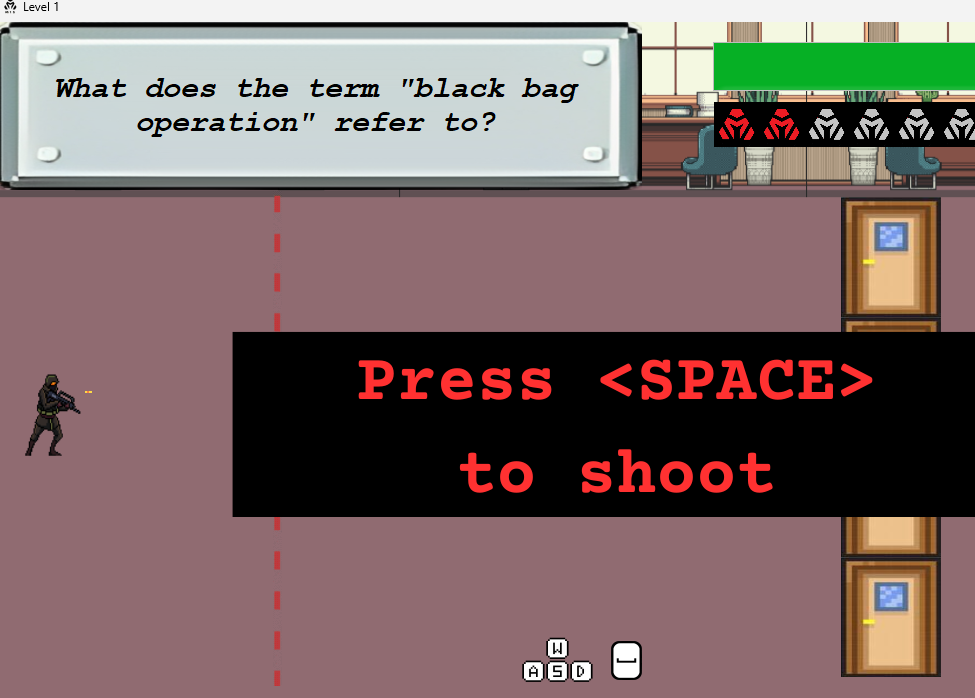 Level 1
What does the term "black bag
operation" refer to?
Press <SPACE>
to shoot
W
A S D